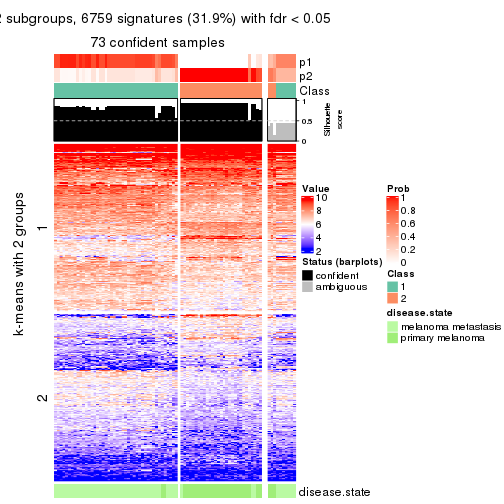 2 subgroups, 6759 signatures (31.9%) with fdr < 0.05
73 confident samples
p1
p2
Class
1
0.5
0
Silhouette
score
k-means with 2 groups
1
2
Value
10
8
6
4
2
Status (barplots)
confident
ambiguous
Prob
1
0.8
0.6
0.4
0.2
0
Class
1
2
disease.state
melanoma metastasis
primary melanoma
disease.state